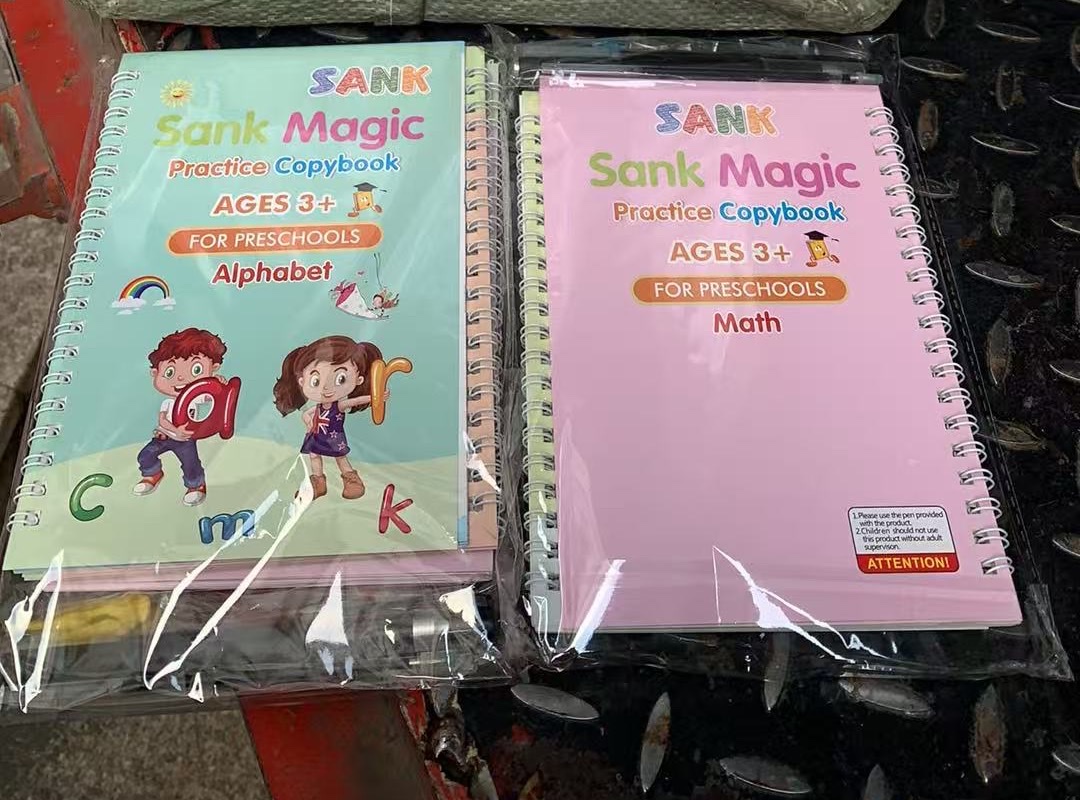 SANK
Sank Magic
Practice Copybook
AGES 3+
FOR PRESCHOOLS
Alphabet
a
r
c
m
k
SANK
Sank Magic
Practice Copybook
AGES 3+
FOR PRESCHOOLS
Math
1.Please use the pen provided
with the product.
2.Children should not use
this product without adult
supervison.
ATTENTION!